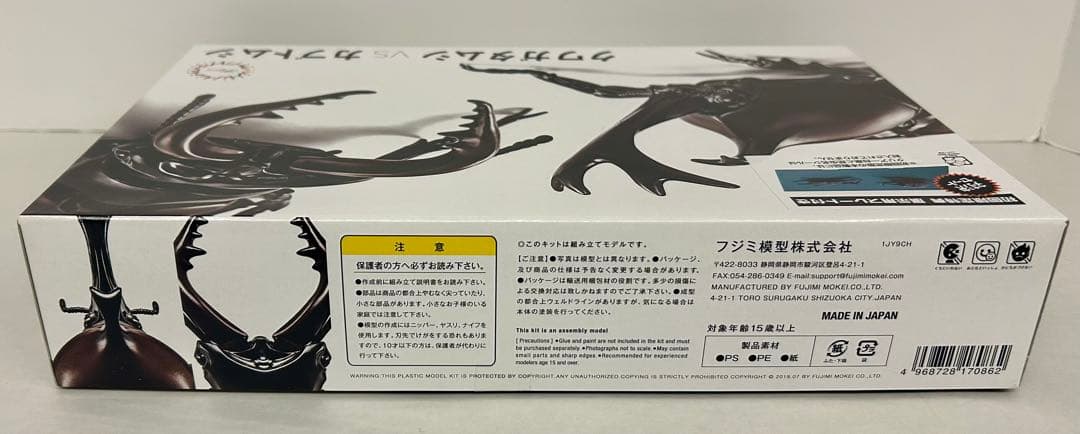 クワガタムシ VS カブトムシ
注 意
保護者の方へ必ずお読み下さい。
●作成前に組み立て説明書をお読み下さい。
●部品は商品の都合上やむなく尖っていたり、
小さな部品があります。小さなお子様のいる
家庭では注意して下さい。
●模型の作成にはニッパー、ヤスリ、ナイフを
使用します。刃先でけがをする恐れもあります
ので、10才以下の方は、保護者が代わりに
行って下さい。
◎このキットは組み立てモデルです。
【ご注意】●写真は模型とは異なります。●パッケージ、
及び商品の仕様は予告なく変更する場合があります。
●パッケージは輸送用梱包材の役割です。多少の損傷に
よる交換対応は致しかねますのでご了承下さい。●成型
の都合上ウェルドラインがありますが、気になる場合は
本体の塗装を行ってください。
This kit is an assembly model
[ Precautions ] ●Glue and paint are not included in the kit and must
be purchased separately. ●Photographs not to scale. ●May contain
small parts and sharp edges. ●Recommended for experienced
modelers age 15 and over.
フジミ模型株式会社
1JY9CH
〒422-8033 静岡県静岡市駿河区登呂4-21-1
FAX:054-286-0349 E-mail:support@fujimimokei.com
MANUFACTURED BY FUJIMI MOKEI.CO.,LTD.
4-21-1 TORO SURUGAKU SHIZUOKA CITY.JAPAN
MADE IN JAPAN
対象年齢15歳以上
製品素材
●PS ●PE ●紙
紙
ふた・下箱
プラ
袋
WARNING:THIS PLASTIC MODEL KIT IS PROTECTED BY COPYRIGHT.ANY UNAUTHORIZED COPYING IS STRICTLY PROHIBITED COPYRIGHT © 2019.07 BY FUJIMI MOKEI CO.,LTD.
4 968728 170862